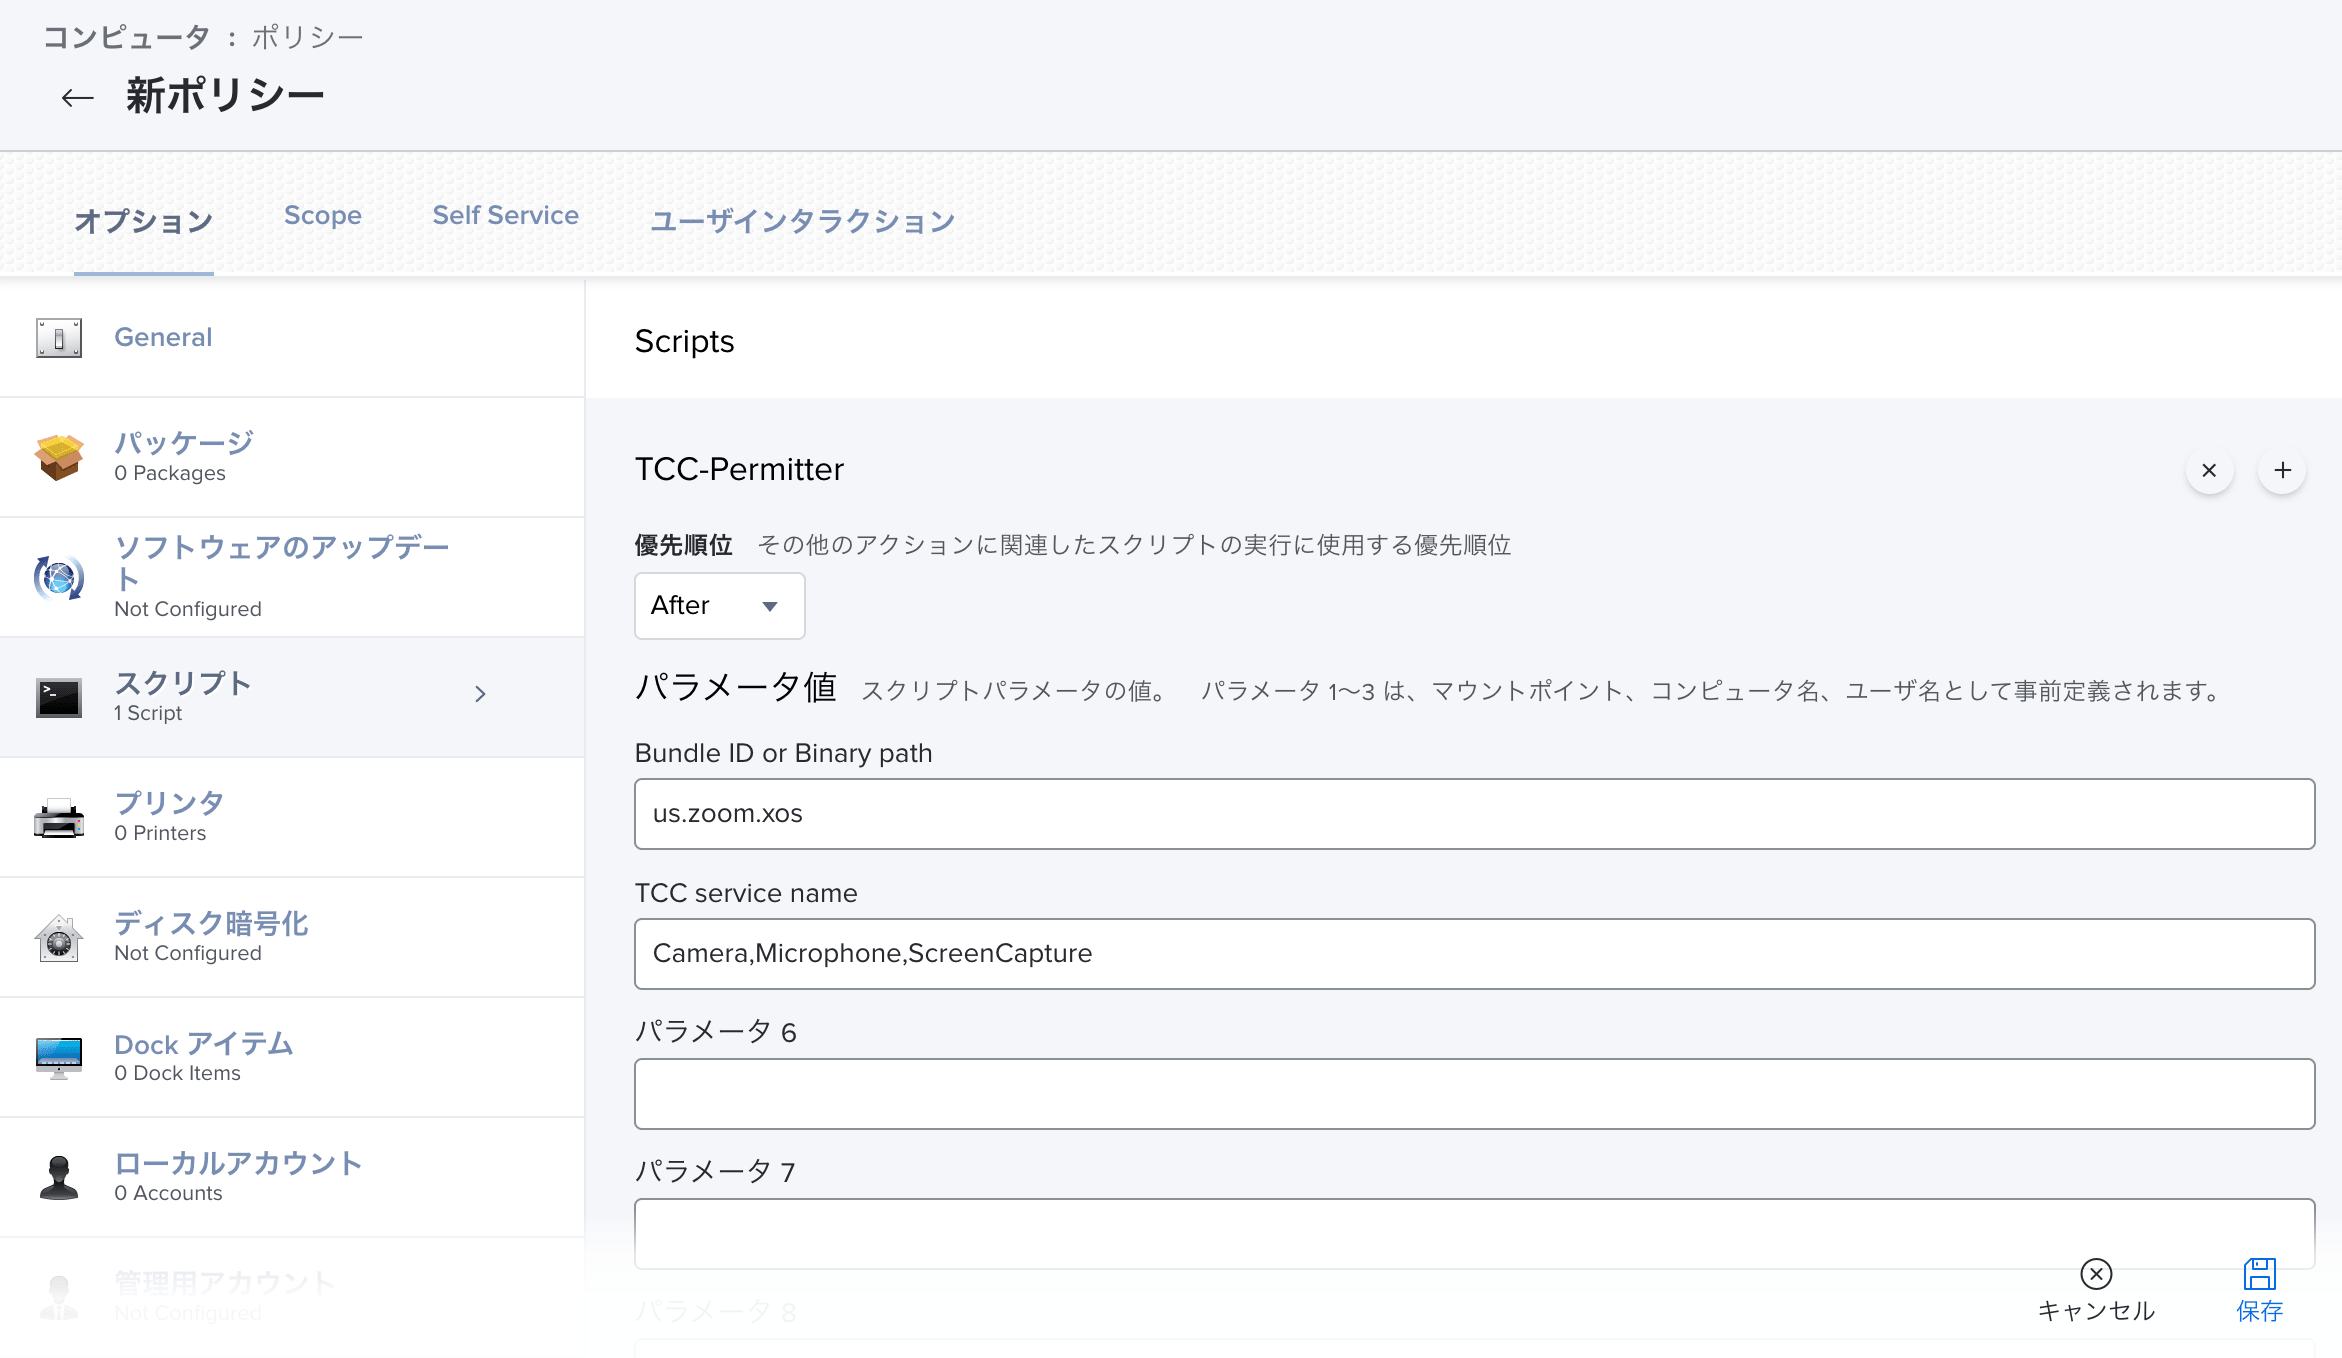 コンピュータ : ポリシー
← 新ポリシー
オプション
Scope
Self Service
ユーザインタラクション
General
パッケージ
0 Packages
ソフトウェアのアップデー
ト
Not Configured
スクリプト
1 Script
プリンタ
0 Printers
ディスク暗号化
Not Configured
Dock アイテム
0 Dock Items
ローカルアカウント
0 Accounts
管理用アカウント
Not Configured
Scripts
TCC-Permitter
優先順位 その他のアクションに関連したスクリプトの実行に使用する優先順位
After
パラメータ値 スクリプトパラメータの値。 パラメータ 1〜3 は、マウントポイント、コンピュータ名、ユーザ名として事前定義されます。
Bundle ID or Binary path
us.zoom.xos
TCC service name
Camera,Microphone,ScreenCapture
パラメータ 6
パラメータ 7
パラメータ 8
キャンセル
保存